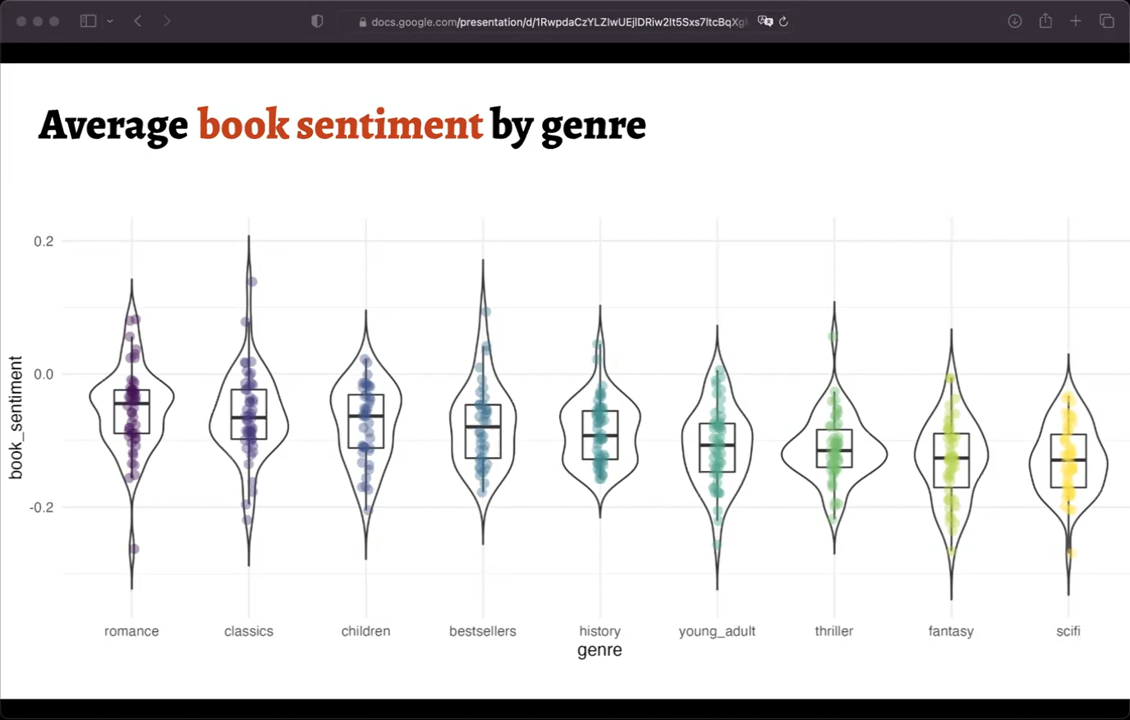 docs.google.com/presentation/d/
Average book sentiment by genre
0.2
0.0
-0.2
book_sentiment
romance classics children bestsellers history young_adult thriller fantasy scifi
genre